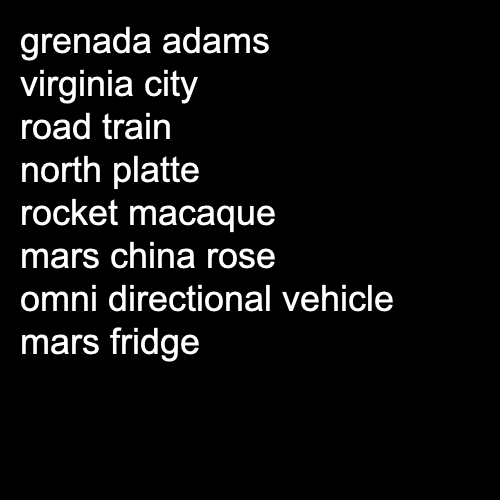 grenada adams
virginia city
road train
north platte
rocket macaque
mars china rose
omni directional vehicle
mars fridge